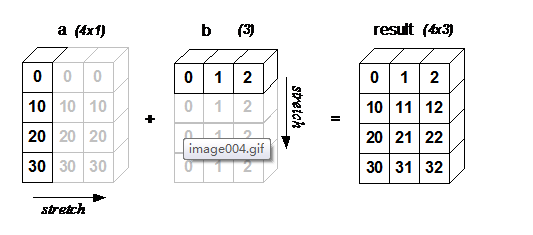 a (4x1) b (3) result (4x3)
0 0 0 0 1 2 0 1 2
10 10 10 0 1 2 10 11 12
+ stretch =
20 20 20 0 1 2 20 21 22
image004.gif
30 30 30 0 1 2 30 31 32
stretch